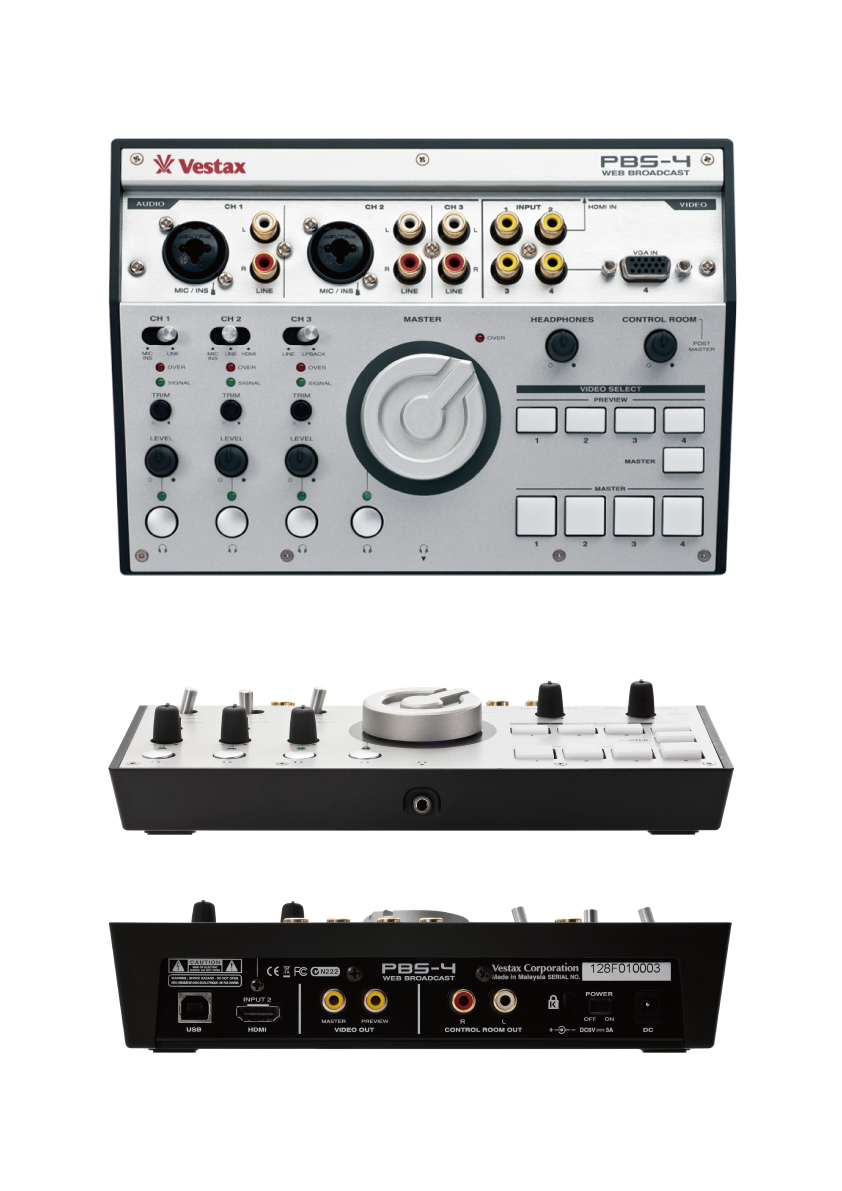 Vestax
PBS-4
WEB BROADCAST
AUDIO
CH 1
CH 2
CH 3
1 INPUT 2
HDMI IN
VIDEO
L
L
L
R
R
R
VGA IN
MIC / INS
LINE
MIC / INS
LINE
LINE
3
4
4
CH 1
CH 2
CH 3
MASTER
OVER
HEADPHONES
CONTROL ROOM
POST
MASTER
MIC
INS
LINE
MIC
INS
LINE
HDMI
LINE
LPBACK
OVER
OVER
OVER
SIGNAL
SIGNAL
SIGNAL
TRIM
TRIM
TRIM
LEVEL
LEVEL
LEVEL
VIDEO SELECT
PREVIEW
1
2
3
4
MASTER
MASTER
1
2
3
4
CAUTION
CE FC N222
PBS-4
WEB BROADCAST
Vestax Corporation
Made in Malaysia SERIAL NO.
128F010003
INPUT 2
USB
HDMI
MASTER
PREVIEW
VIDEO OUT
R
L
CONTROL ROOM OUT
K
POWER
OFF ON
DC6V 3A
DC